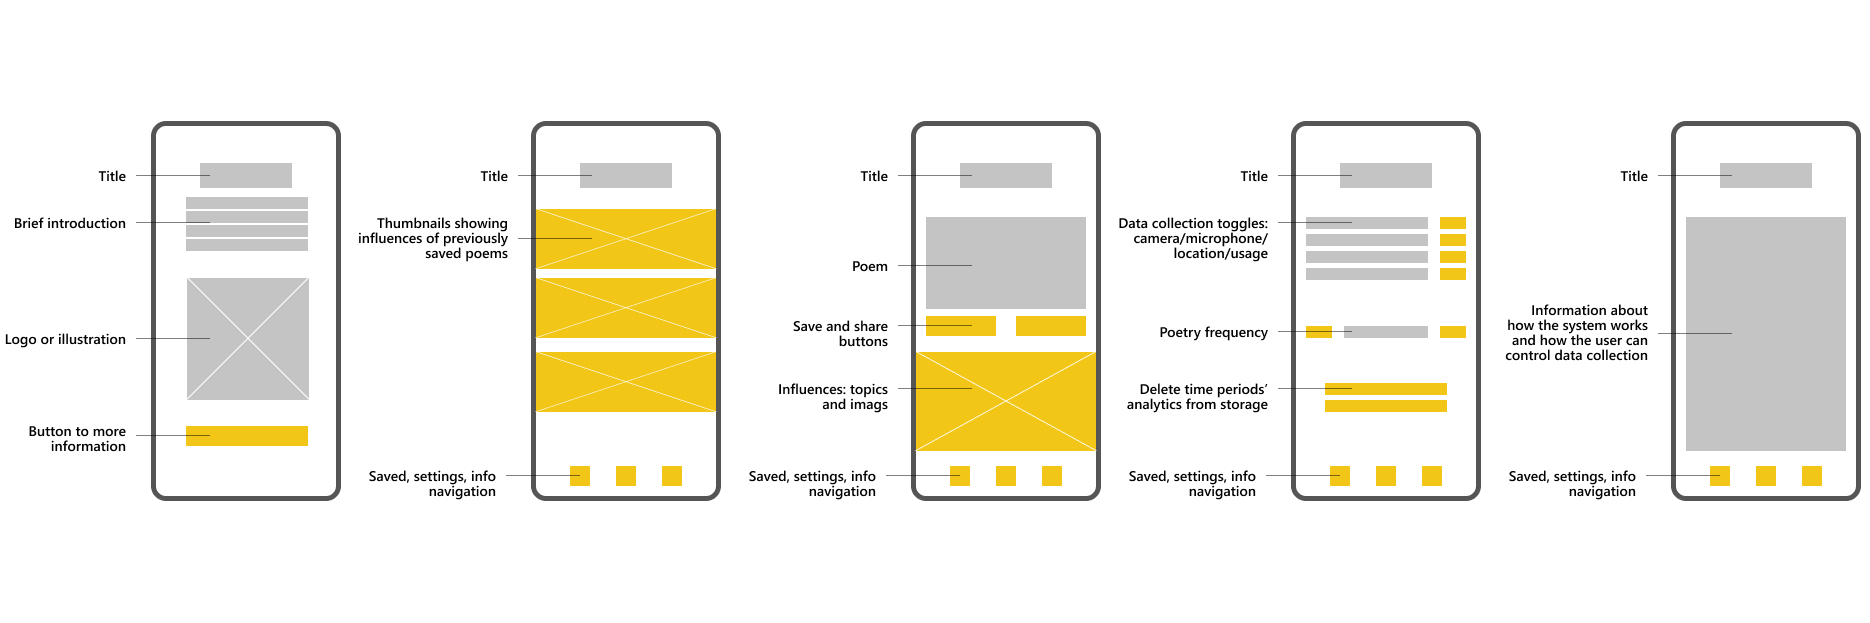 Title
Brief introduction
Logo or illustration
Button to more
information
Title
Thumbnails showing
influences of previously
saved poems
Saved, settings, info
navigation
Title
Poem
Save and share
buttons
Influences: topics
and imags
Saved, settings, info
navigation
Title
Data collection toggles:
camera/microphone/
location/usage
Poetry frequency
Delete time periods’
analytics from storage
Saved, settings, info
navigation
Title
Information about
how the system works
and how the user can
control data collection
Saved, settings, info
navigation